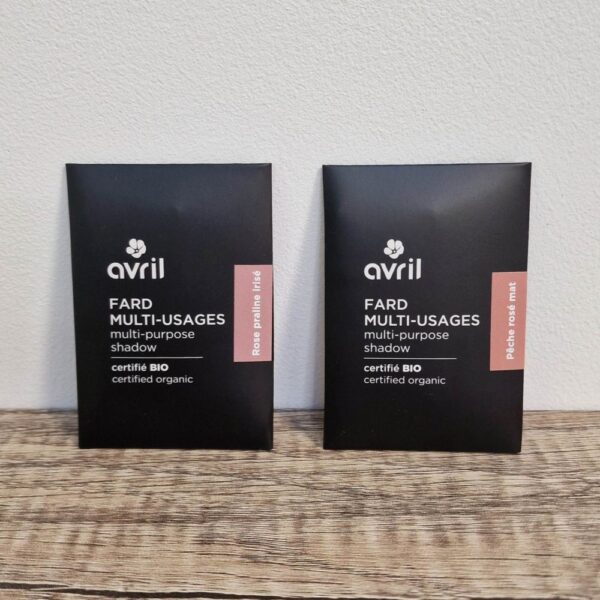 avril
FARD
MULTI-USAGES
multi-purpose
shadow
certifié BIO
certified organic
Rose praline irisé
avril
FARD
MULTI-USAGES
multi-purpose
shadow
certifié BIO
certified organic
Pêche rosé mat